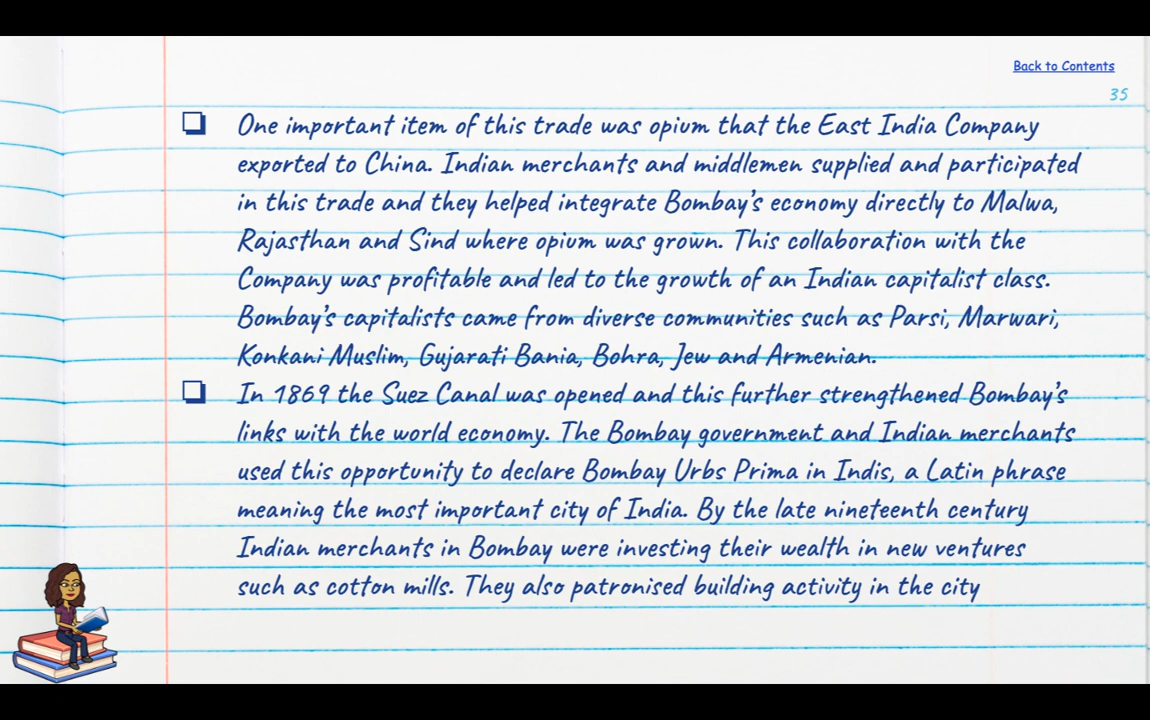 Back to Contents
35
❑ One important item of this trade was opium that the East India Company
exported to China. Indian merchants and middlemen supplied and participated
in this trade and they helped integrate Bombay's economy directly to Malwa,
Rajasthan and Sind where opium was grown. This collaboration with the
Company was profitable and led to the growth of an Indian capitalist class.
Bombay's capitalists came from diverse communities such as Parsi, Marwari,
Konkani Muslim, Gujarati Bania, Bohra, Jew and Armenian.
❑ In 1869 the Suez Canal was opened and this further strengthened Bombay's
links with the world economy. The Bombay government and Indian merchants
used this opportunity to declare Bombay Urbs Prima in Indis, a Latin phrase
meaning the most important city of India. By the late nineteenth century
Indian merchants in Bombay were investing their wealth in new ventures
such as cotton mills. They also patronised building activity in the city